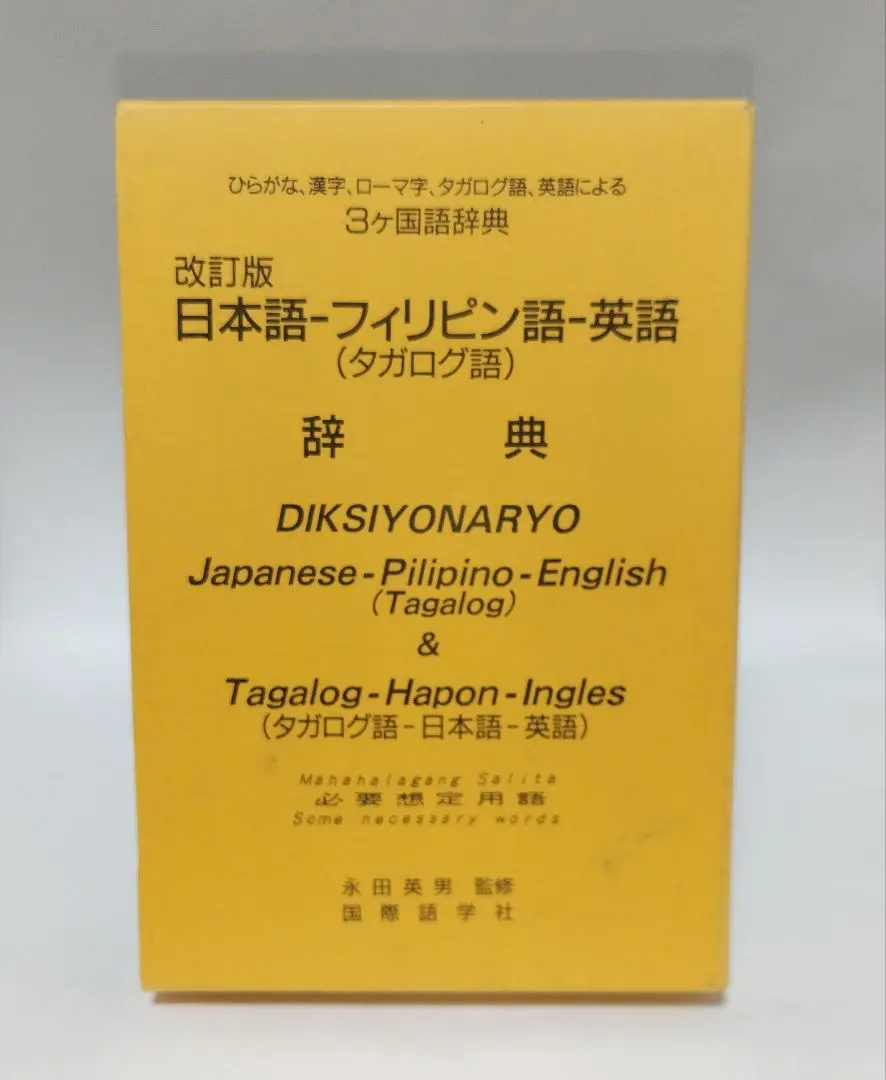 ひらがな、漢字、ローマ字、タガログ語、英語による
3ヶ国語辞典
改訂版
日本語-フィリピン語-英語
(タガログ語)
辞 典
DIKSIYONARYO
Japanese-Pilipino-English
(Tagalog)
&
Tagalog-Hapon-Ingles
(タガログ語-日本語-英語)
Mahahalagang Salita
必要想定用語
Some necessary words
永田英男 監修
国際語学社